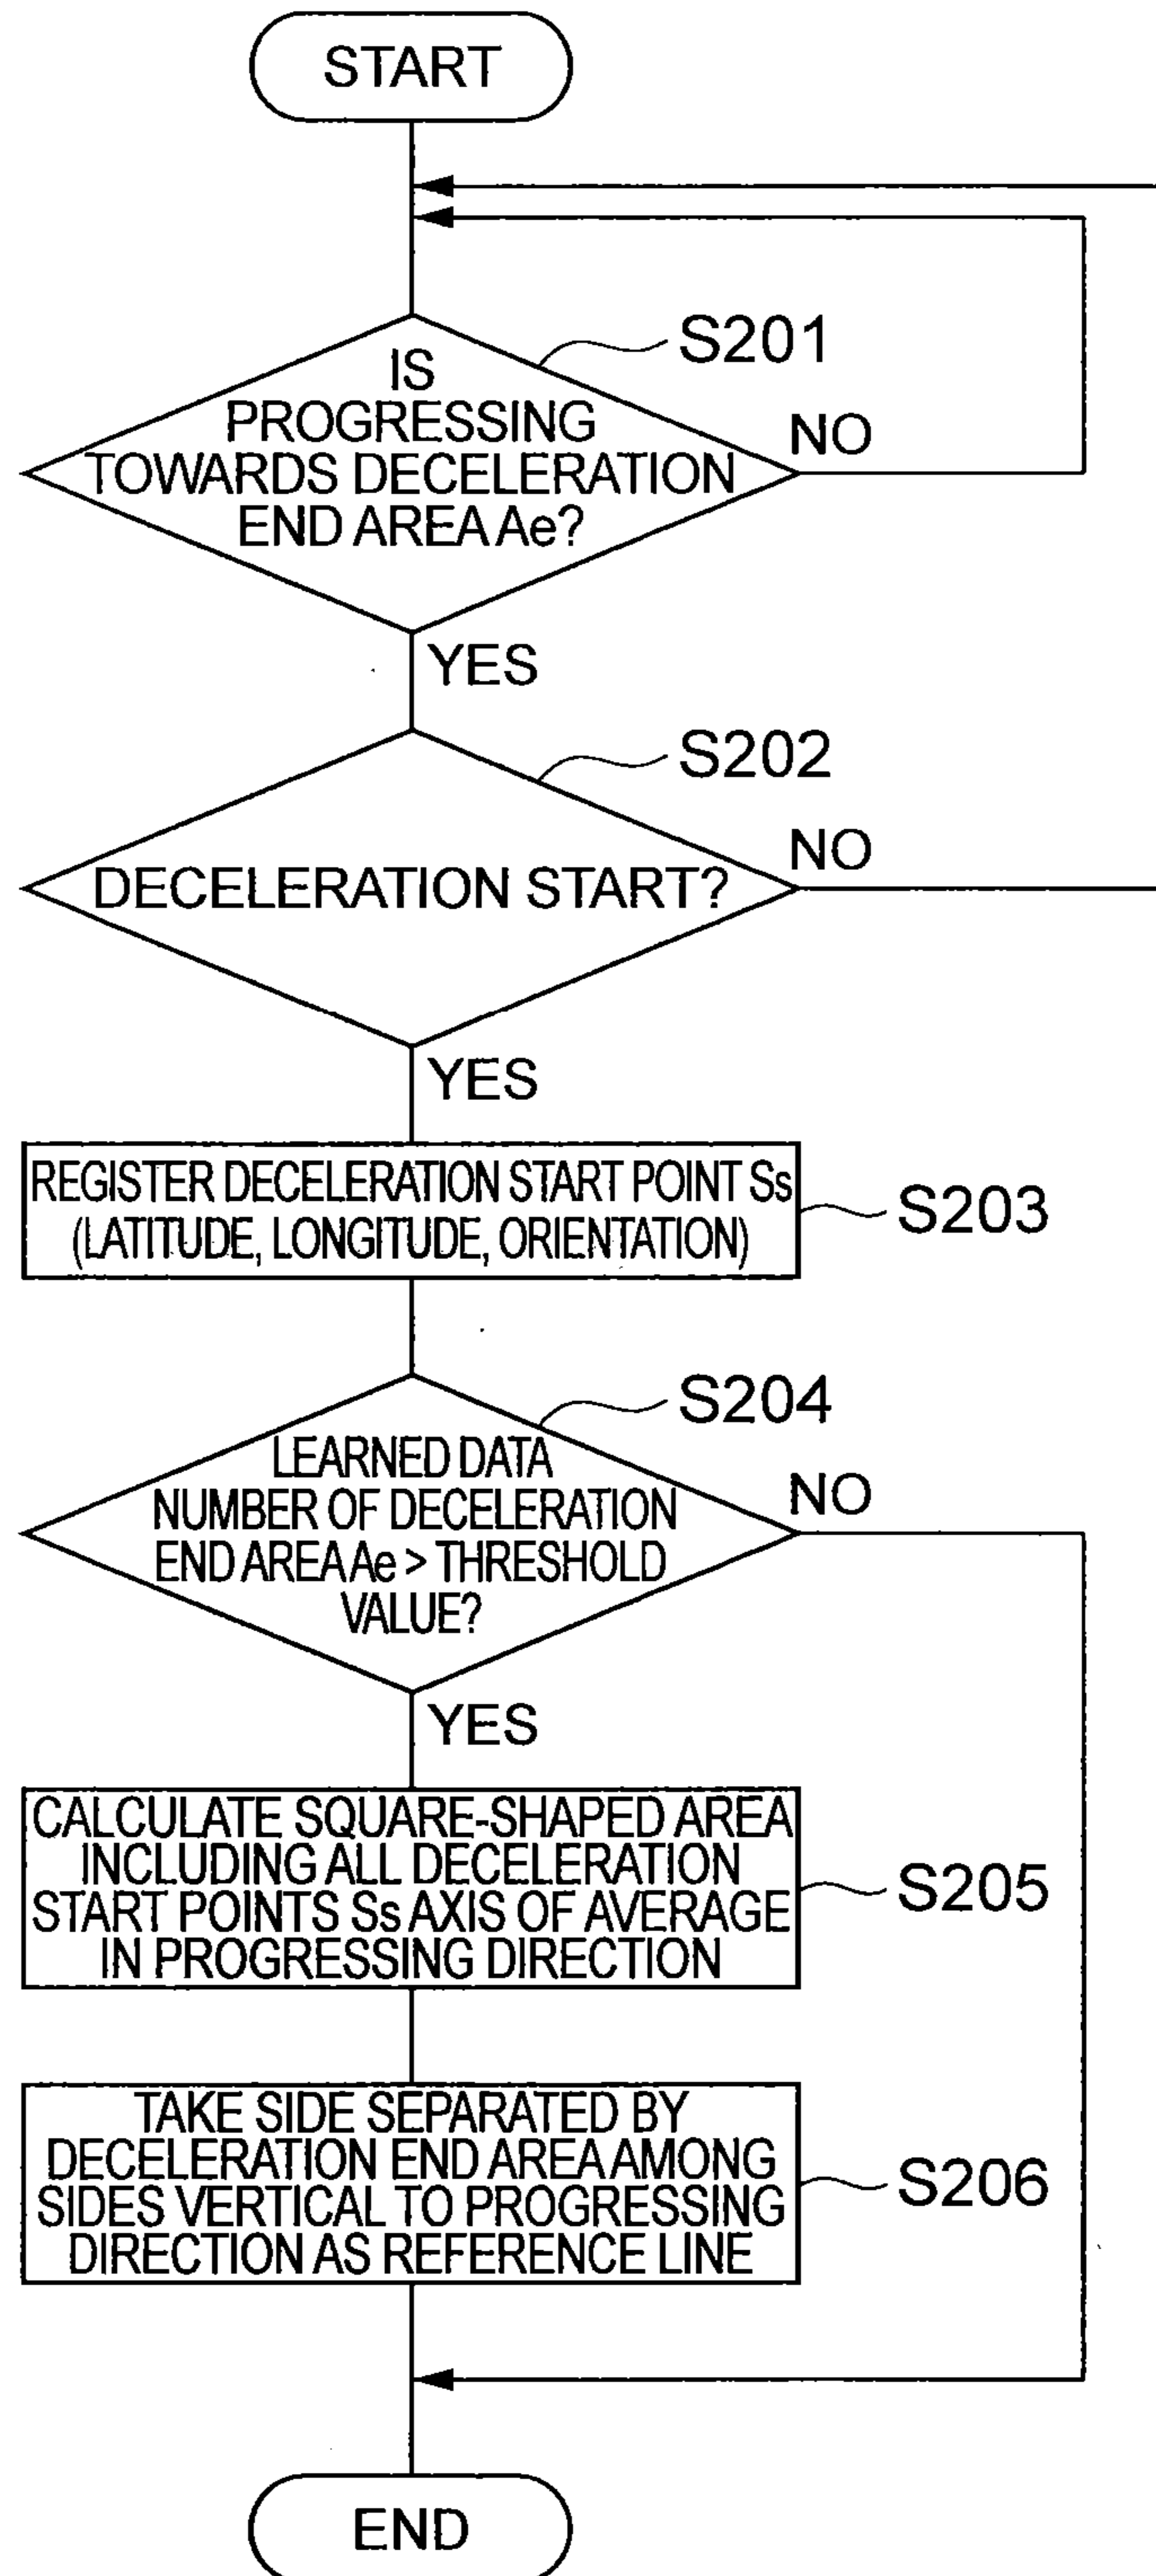 START
S201
IS
PROGRESSING
TOWARDS DECELERATION
END AREA Ae?
NO
YES
S202
DECELERATION START?
NO
YES
REGISTER DECELERATION START POINT Ss
(LATITUDE, LONGITUDE, ORIENTATION)
S203
S204
LEARNED DATA
NUMBER OF DECELERATION
END AREA Ae > THRESHOLD
VALUE?
NO
YES
CALCULATE SQUARE-SHAPED AREA
INCLUDING ALL DECELERATION
START POINTS Ss AXIS OF AVERAGE
IN PROGRESSING DIRECTION
S205
TAKE SIDE SEPARATED BY
DECELERATION END AREA AMONG
SIDES VERTICAL TO PROGRESSING
DIRECTION AS REFERENCE LINE
S206
END